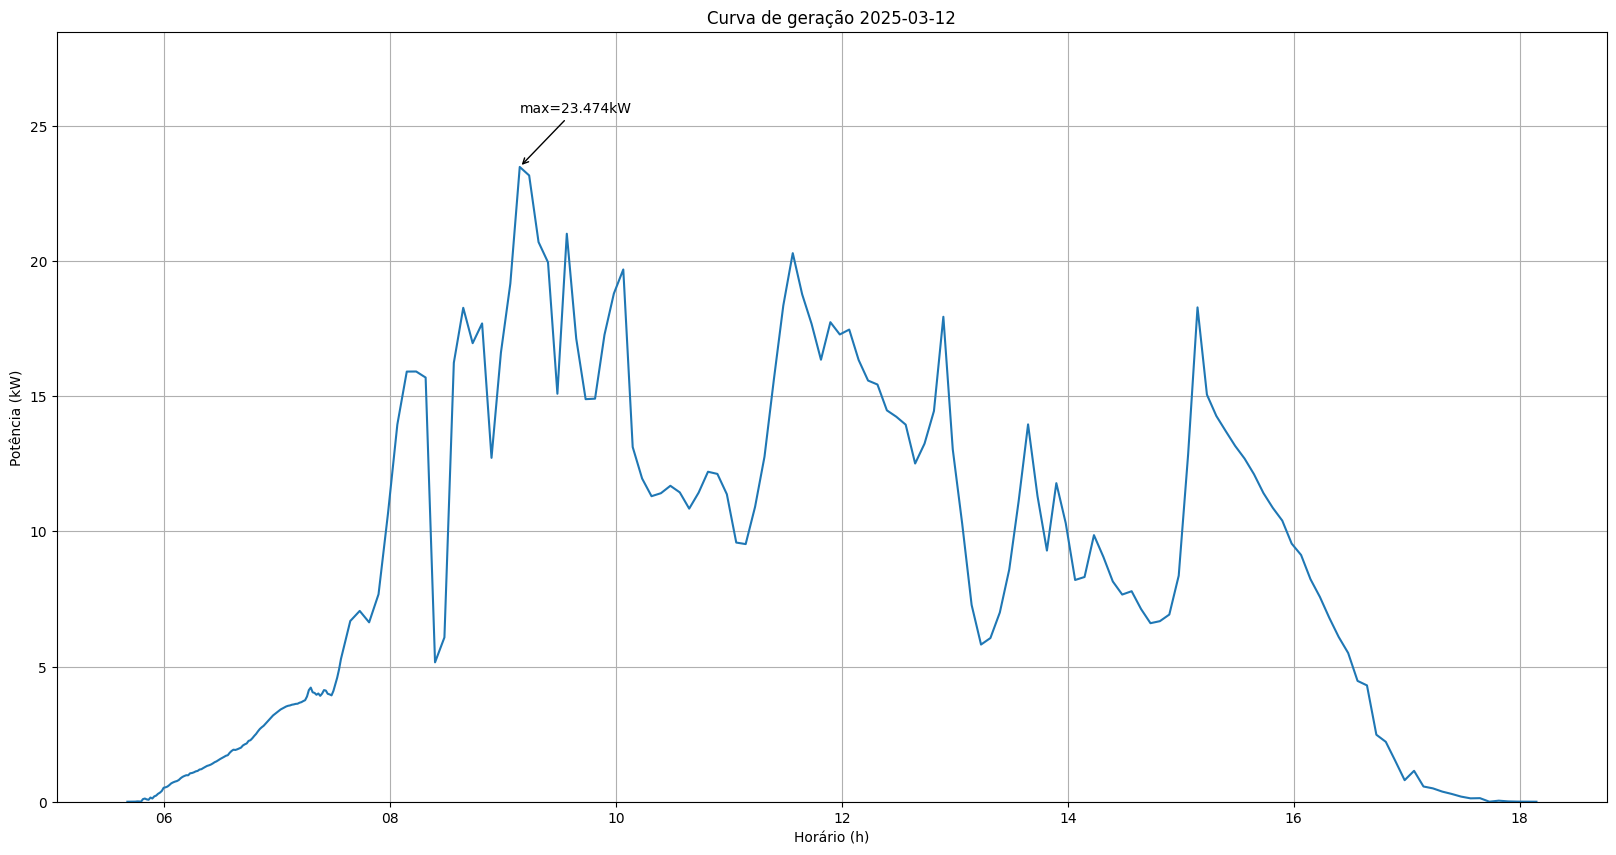 Curva de geração 2025-03-12
max=23.474kW
25
20
15
10
5
0
Potência (kW)
06 08 10 12 14 16 18
Horário (h)